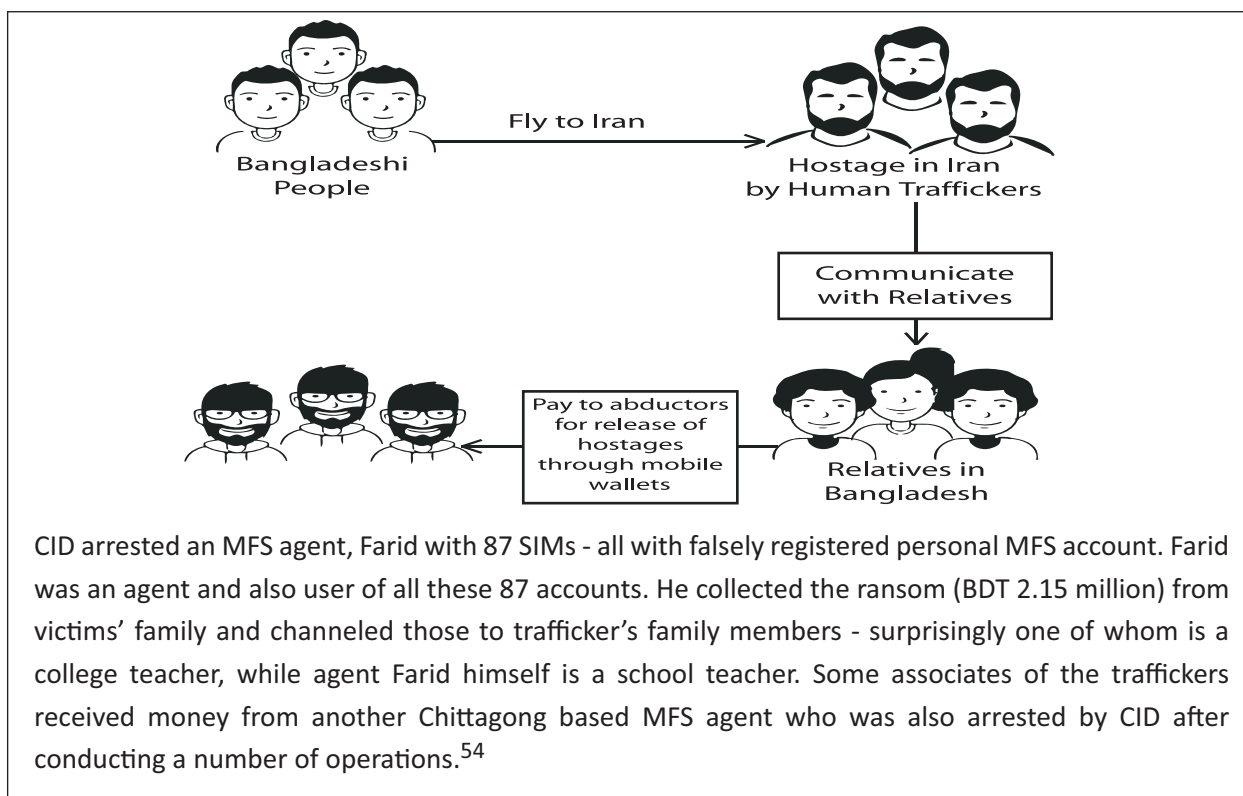 Fly to Iran
Bangladeshi
People
Hostage in Iran
by Human Traffickers
Communicate
with Relatives
Relatives in
Bangladesh
Pay to abductors
for release of
hostages
through mobile
wallets
CID arrested an MFS agent, Farid with 87 SIMs - all with falsely registered personal MFS account. Farid
was an agent and also user of all these 87 accounts. He collected the ransom (BDT 2.15 million) from
victims’ family and channeled those to trafficker’s family members - surprisingly one of whom is a
college teacher, while agent Farid himself is a school teacher. Some associates of the traffickers
received money from another Chittagong based MFS agent who was also arrested by CID after
conducting a number of operations.54